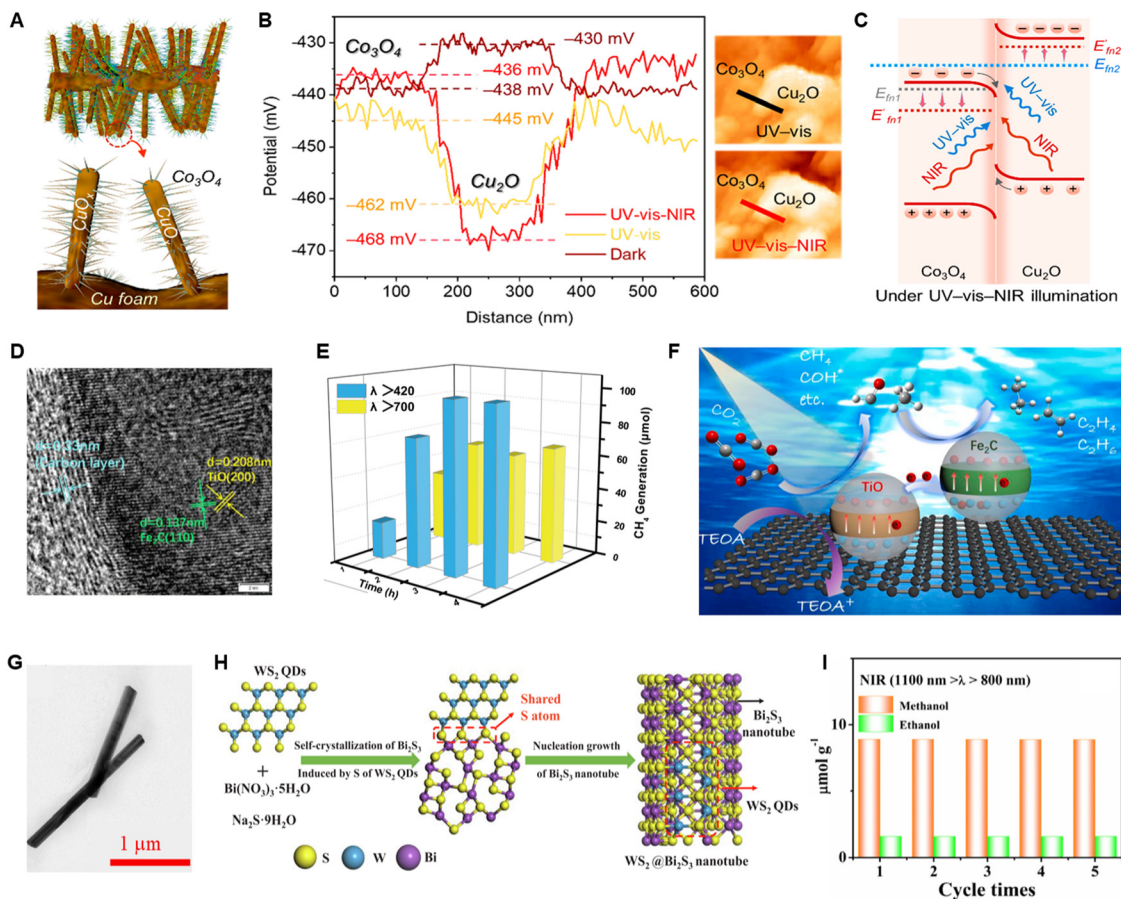 A
Co₃O₄
CuOₓ
CuOₓ
Cu foam
B
Potential (mV)
-430
-440
-450
-460
-470
0
100
200
300
400
500
600
Distance (nm)
Co₃O₄
–430 mV
–436 mV
–438 mV
–445 mV
Cu₂O
–462 mV
–468 mV
UV-vis-NIR
UV-vis
Dark
Co₃O₄
Cu₂O
UV–vis
Co₃O₄
Cu₂O
UV–vis–NIR
C
E'fn2
Efn2
Efn1
E'fn1
UV–vis
UV–vis
NIR
NIR
Co₃O₄
Cu₂O
Under UV–vis–NIR illumination
D
d=0.33nm
(Carbon layer)
d=0.208nm
TiO(200)
d=0.137nm
Fe₂C(110)
E
λ >420
λ >700
100
80
60
40
20
0
CH₄ Generation (μmol)
1
2
3
4
Time (h)
F
CH₄
COH*
etc.
CO₂
C₂H₄
C₂H₆
Fe₂C
TiO
TEOA
TEOA⁺
G
1 μm
H
WS₂ QDs
+
Bi(NO₃)₃·5H₂O
Na₂S·9H₂O
Self-crystallization of Bi₂S₃
Induced by S of WS₂ QDs
Shared
S atom
Nucleation growth
of Bi₂S₃ nanotube
Bi₂S₃
nanotube
WS₂ QDs
WS₂ @Bi₂S₃ nanotube
S
W
Bi
I
NIR (1100 nm >λ > 800 nm)
Methanol
Ethanol
μmol g⁻¹
10
0
1
2
3
4
5
Cycle times